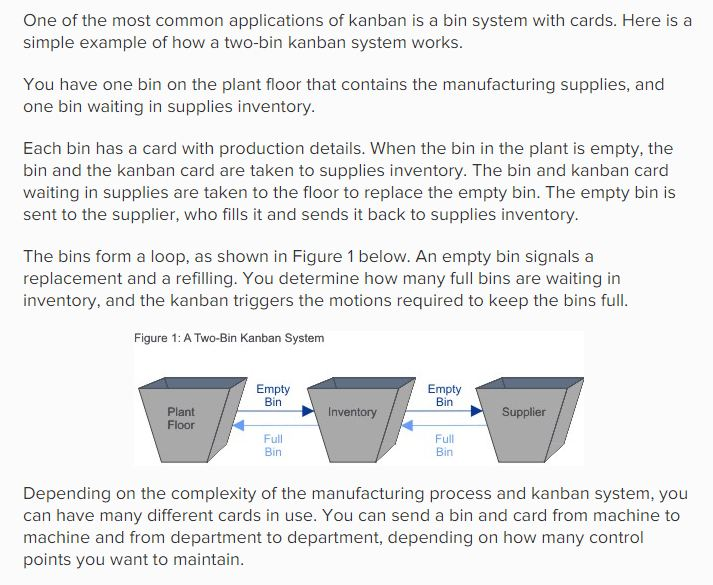 One of the most common applications of kanban is a bin system with cards. Here is a
simple example of how a two-bin kanban system works.
You have one bin on the plant floor that contains the manufacturing supplies, and
one bin waiting in supplies inventory.
Each bin has a card with production details. When the bin in the plant is empty, the
bin and the kanban card are taken to supplies inventory. The bin and kanban card
waiting in supplies are taken to the floor to replace the empty bin. The empty bin is
sent to the supplier, who fills it and sends it back to supplies inventory.
The bins form a loop, as shown in Figure 1 below. An empty bin signals a
replacement and a refilling. You determine how many full bins are waiting in
inventory, and the kanban triggers the motions required to keep the bins full.
Figure 1: A Two-Bin Kanban System
Plant
Floor
Empty
Bin
Full
Bin
Inventory
Empty
Bin
Full
Bin
Supplier
Depending on the complexity of the manufacturing process and kanban system, you
can have many different cards in use. You can send a bin and card from machine to
machine and from department to department, depending on how many control
points you want to maintain.